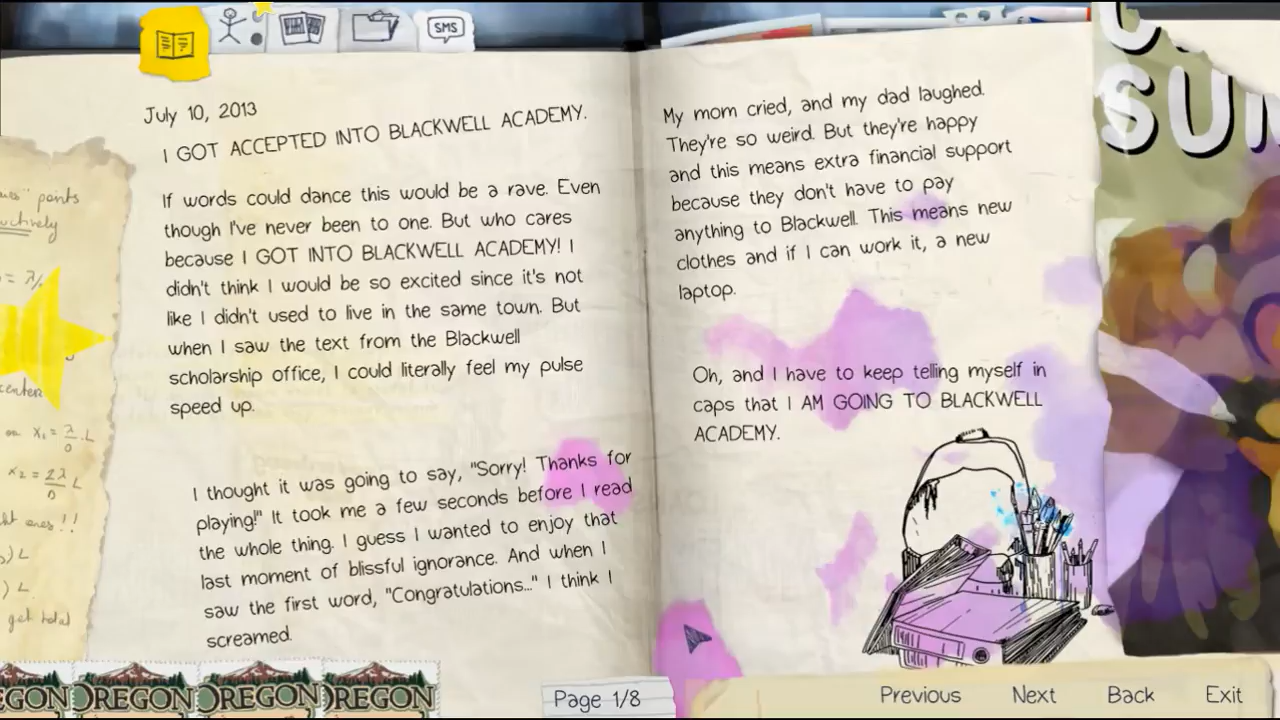 SMS
July 10, 2013
I GOT ACCEPTED INTO BLACKWELL ACADEMY.
If words could dance this would be a rave. Even
though I've never been to one. But who cares
because I GOT INTO BLACKWELL ACADEMY! I
didn't think I would be so excited since it's not
like I didn't used to live in the same town. But
when I saw the text from the Blackwell
scholarship office, I could literally feel my pulse
speed up.
I thought it was going to say, "Sorry! Thanks for
playing!" It took me a few seconds before I read
the whole thing. I guess I wanted to enjoy that
last moment of blissful ignorance. And when I
saw the first word, "Congratulations..." I think I
screamed.
My mom cried, and my dad laughed.
They're so weird. But they're happy
and this means extra financial support
because they don't have to pay
anything to Blackwell. This means new
clothes and if I can work it, a new
laptop.
Oh, and I have to keep telling myself in
caps that I AM GOING TO BLACKWELL
ACADEMY.
points
get total
EGON OREGON OREGON OREGON
Page 1/8
Previous Next Back Exit